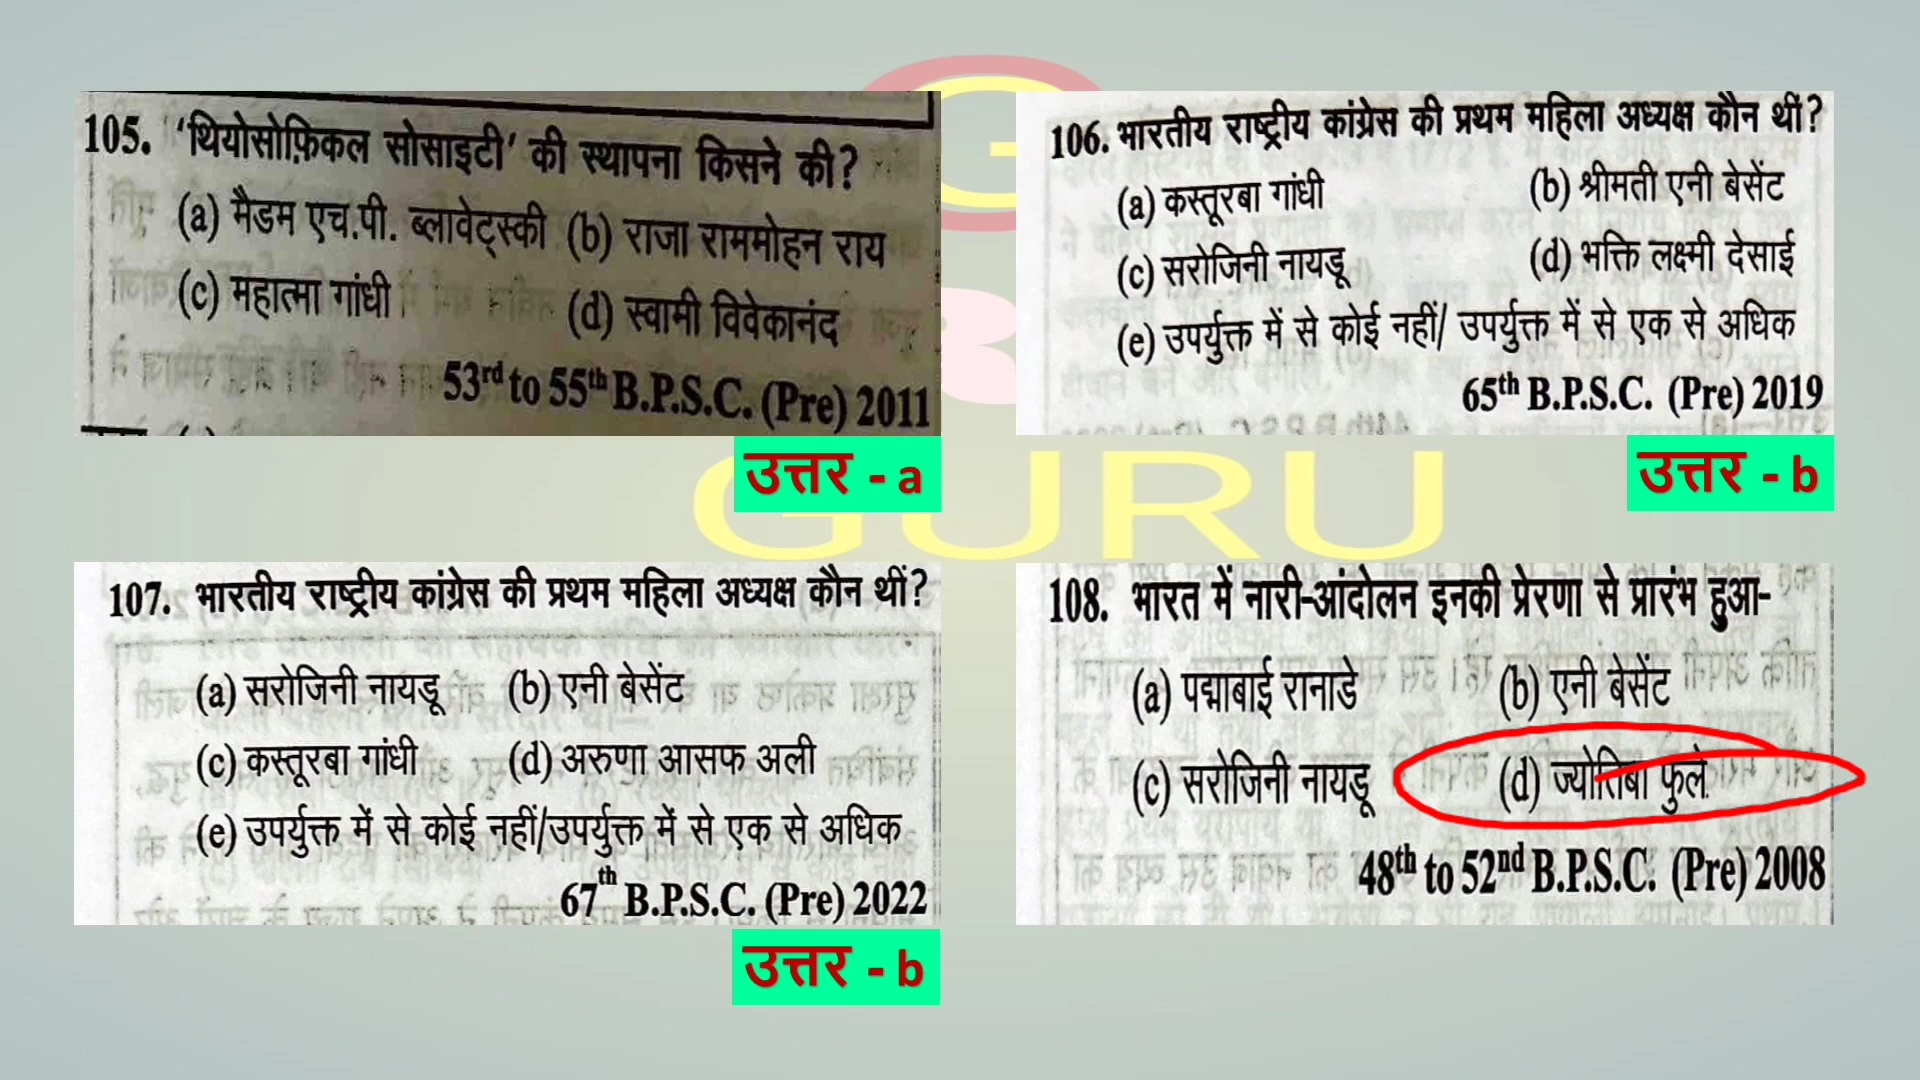 105. 'थियोसोफ़िकल सोसाइटी' की स्थापना किसने की?
(a) मैडम एच.पी. ब्लावेट्स्की (b) राजा राममोहन राय
(c) महात्मा गांधी (d) स्वामी विवेकानंद
53rd to 55th B.P.S.C. (Pre) 2011
उत्तर - a
106. भारतीय राष्ट्रीय कांग्रेस की प्रथम महिला अध्यक्ष कौन थीं?
(a) कस्तूरबा गांधी (b) श्रीमती एनी बेसेंट
(c) सरोजिनी नायडू (d) भक्ति लक्ष्मी देसाई
(e) उपर्युक्त में से कोई नहीं/ उपर्युक्त में से एक से अधिक
65th B.P.S.C. (Pre) 2019
उत्तर - b
GURU
107. भारतीय राष्ट्रीय कांग्रेस की प्रथम महिला अध्यक्ष कौन थीं?
(a) सरोजिनी नायडू (b) एनी बेसेंट
(c) कस्तूरबा गांधी (d) अरुणा आसफ अली
(e) उपर्युक्त में से कोई नहीं/उपर्युक्त में से एक से अधिक
67th B.P.S.C. (Pre) 2022
उत्तर - b
108. भारत में नारी-आंदोलन इनकी प्रेरणा से प्रारंभ हुआ-
(a) पद्माबाई रानाडे (b) एनी बेसेंट
(c) सरोजिनी नायडू (d) ज्योतिबा फुले
48th to 52nd B.P.S.C. (Pre) 2008